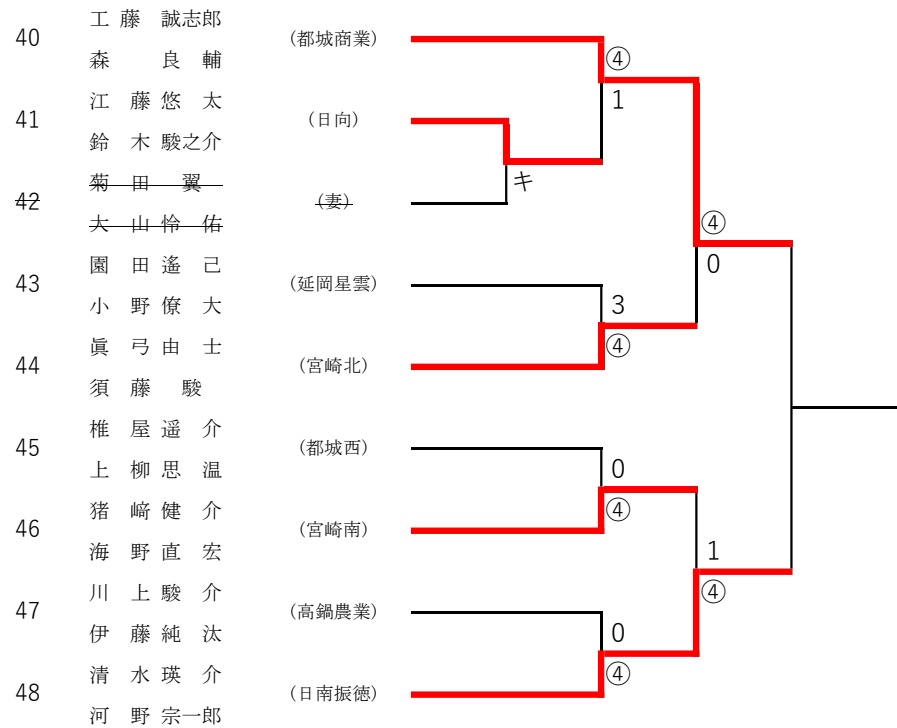 工藤 誠志郎
40 (都城商業)
森 良輔
④
1
江藤 悠太
41 (日向)
鈴木 駿之介
キ
菊田 翼
42 (妻)
大山 怜佑
④
0
園田 遙己
43 (延岡星雲)
小野 僚大
3
④
眞弓 由士
44 (宮崎北)
須藤 駿
椎屋 遥介
45 (都城西)
上柳 思温
0
④
猪﨑 健介
46 (宮崎南)
海野 直宏
1
④
川上 駿介
47 (高鍋農業)
伊藤 純汰
0
④
清水 瑛介
48 (日南振徳)
河野 宗一郎